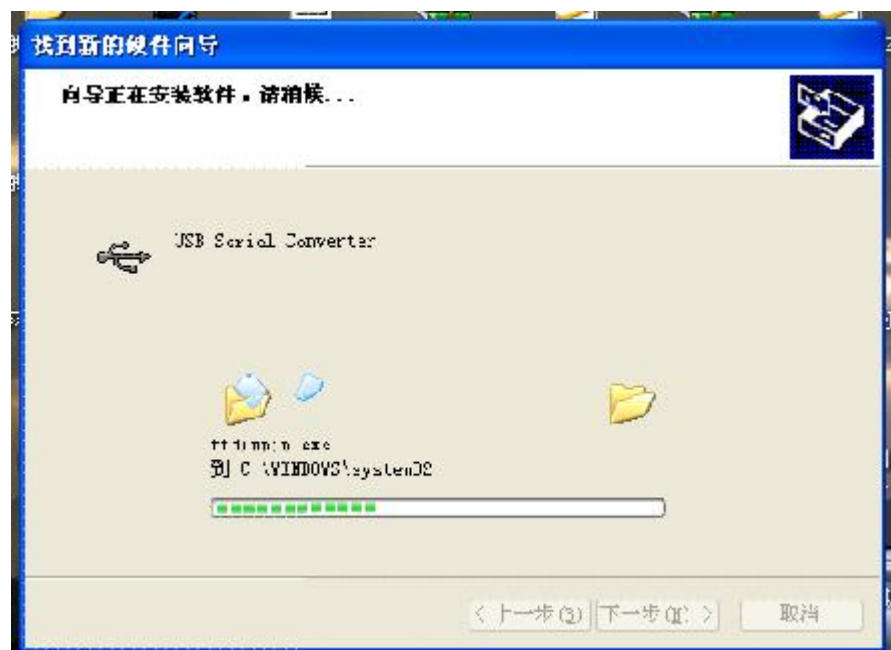 找到新的硬件向导
向导正在安装软件，请稍候...
USB Serial Converter
到 C:\WINDOWS\system32
< 上一步(B)
下一步(N) >
取消